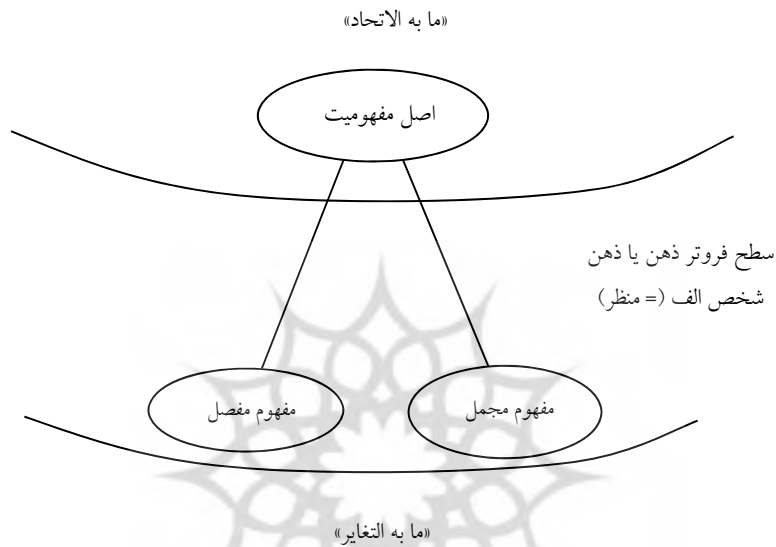 «ما به الاتحاد»
اصل مفهومیت
سطح فروتر ذهن یا ذهن
شخص الف (= منظر)
مفهوم مجمل
مفهوم مفصل
«ما به التغایر»